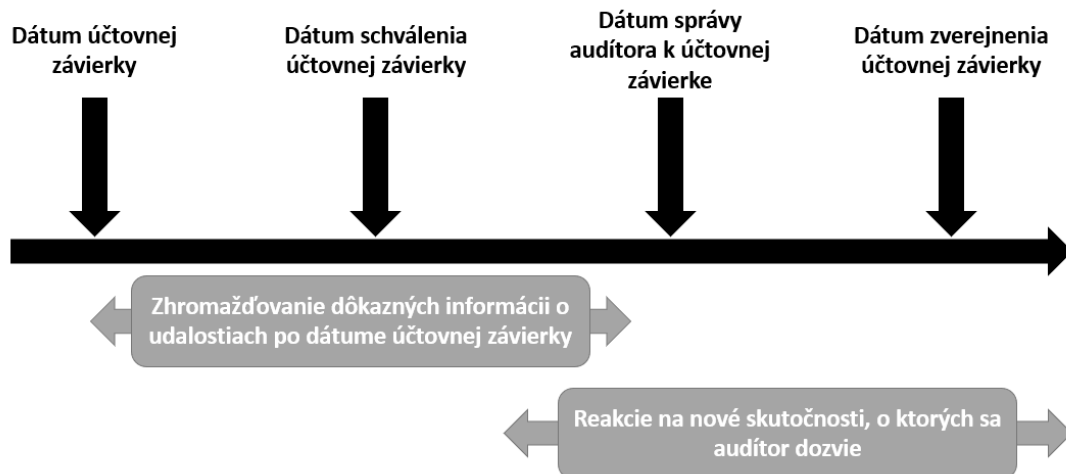 Dátum účtovnej
závierky
Dátum schválenia
účtovnej závierky
Dátum správy
audítora k účtovnej
závierke
Dátum zverejnenia
účtovnej závierky
Zhromažďovanie dôkazných informácii o
udalostiach po dátume účtovnej závierky
Reakcie na nové skutočnosti, o ktorých sa
audítor dozvie